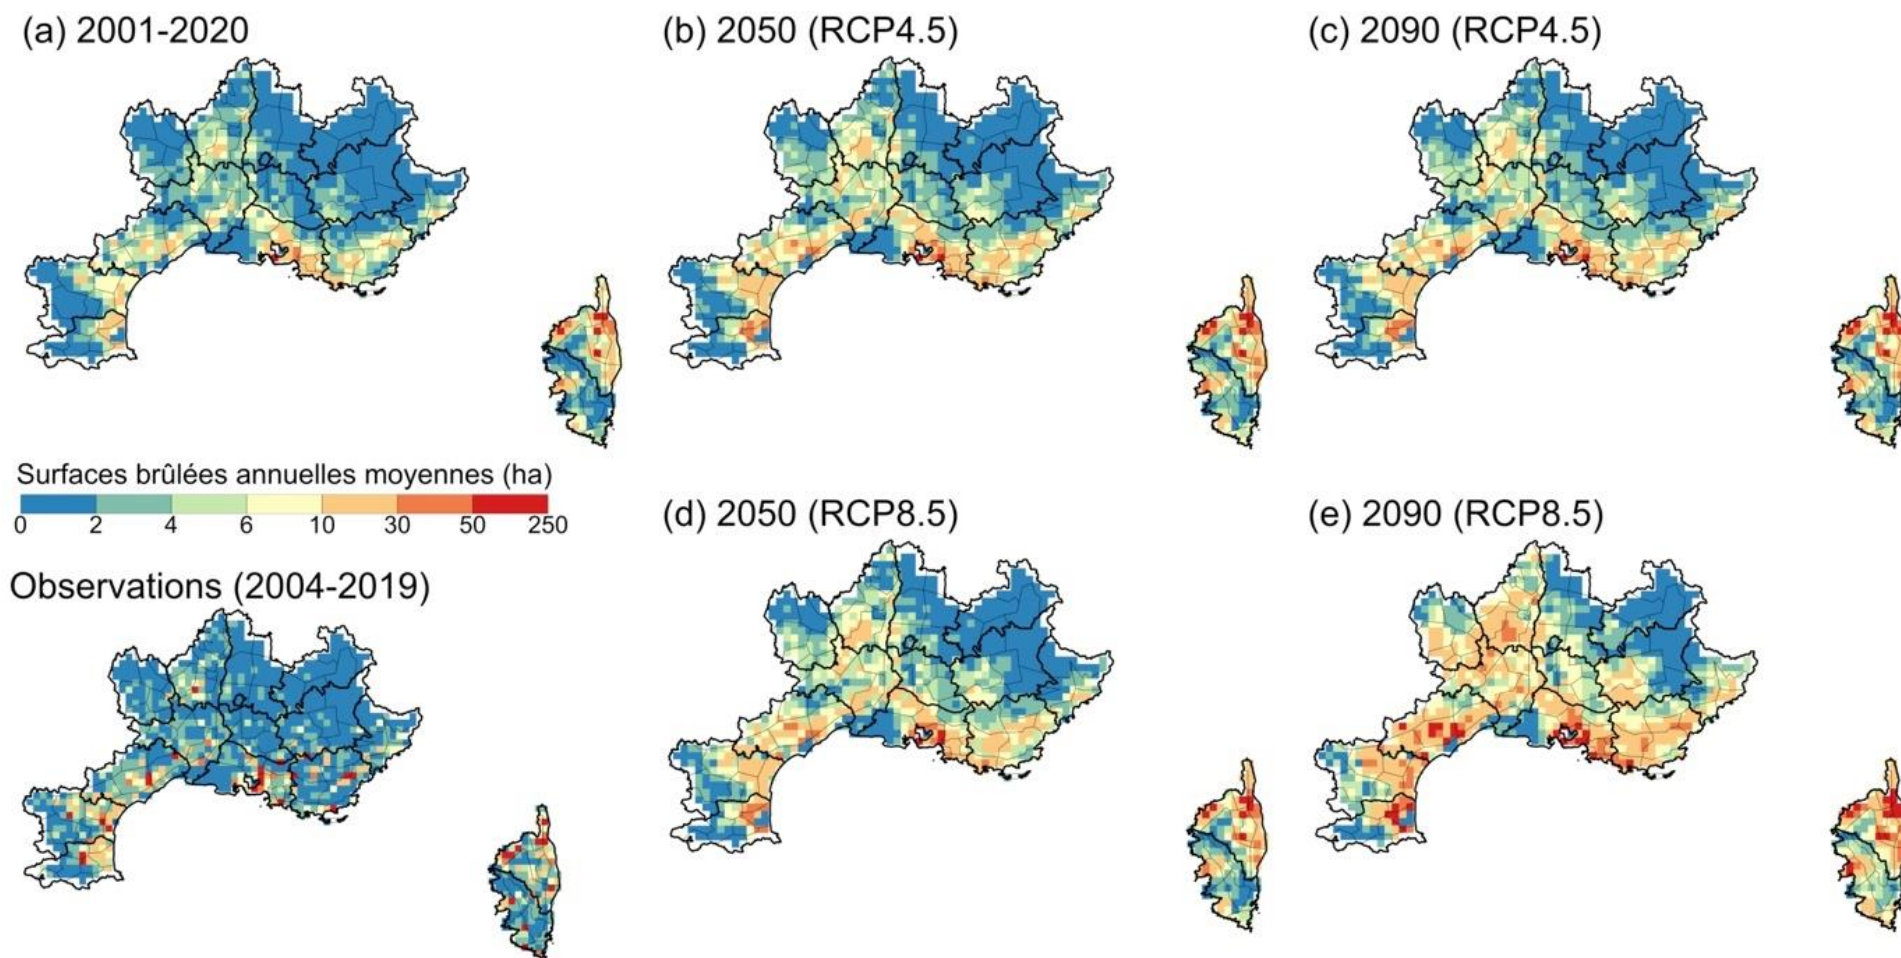 (a) 2001-2020
(b) 2050 (RCP4.5)
(c) 2090 (RCP4.5)
Surfaces brûlées annuelles moyennes (ha)
0 2 4 6 10 30 50 250
(d) 2050 (RCP8.5)
(e) 2090 (RCP8.5)
Observations (2004-2019)